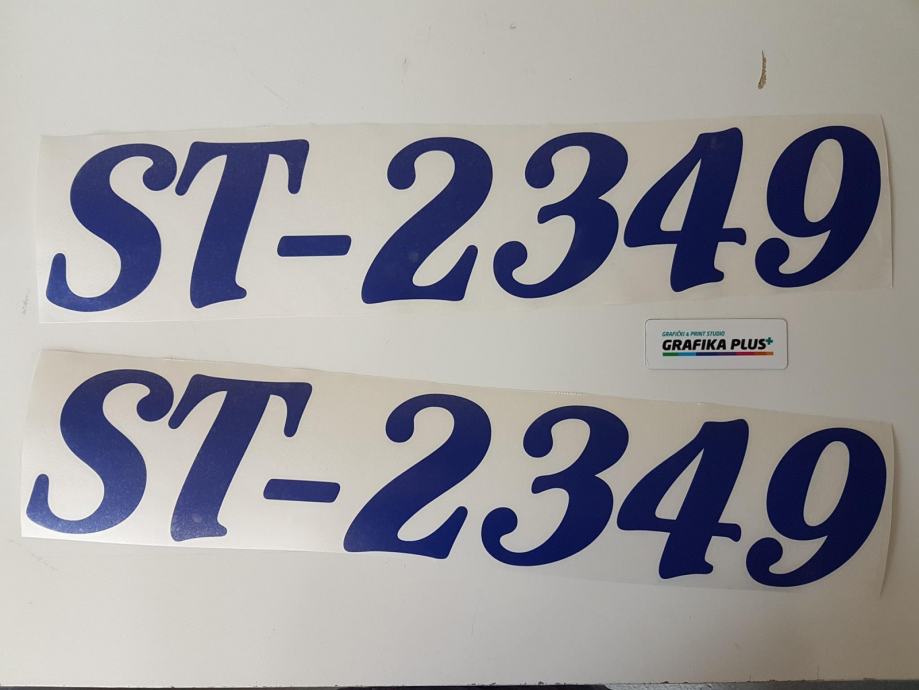 ST-2349
GRAFIČKI & PRINT STUDIO
GRAFIKA PLUS+
ST-2349